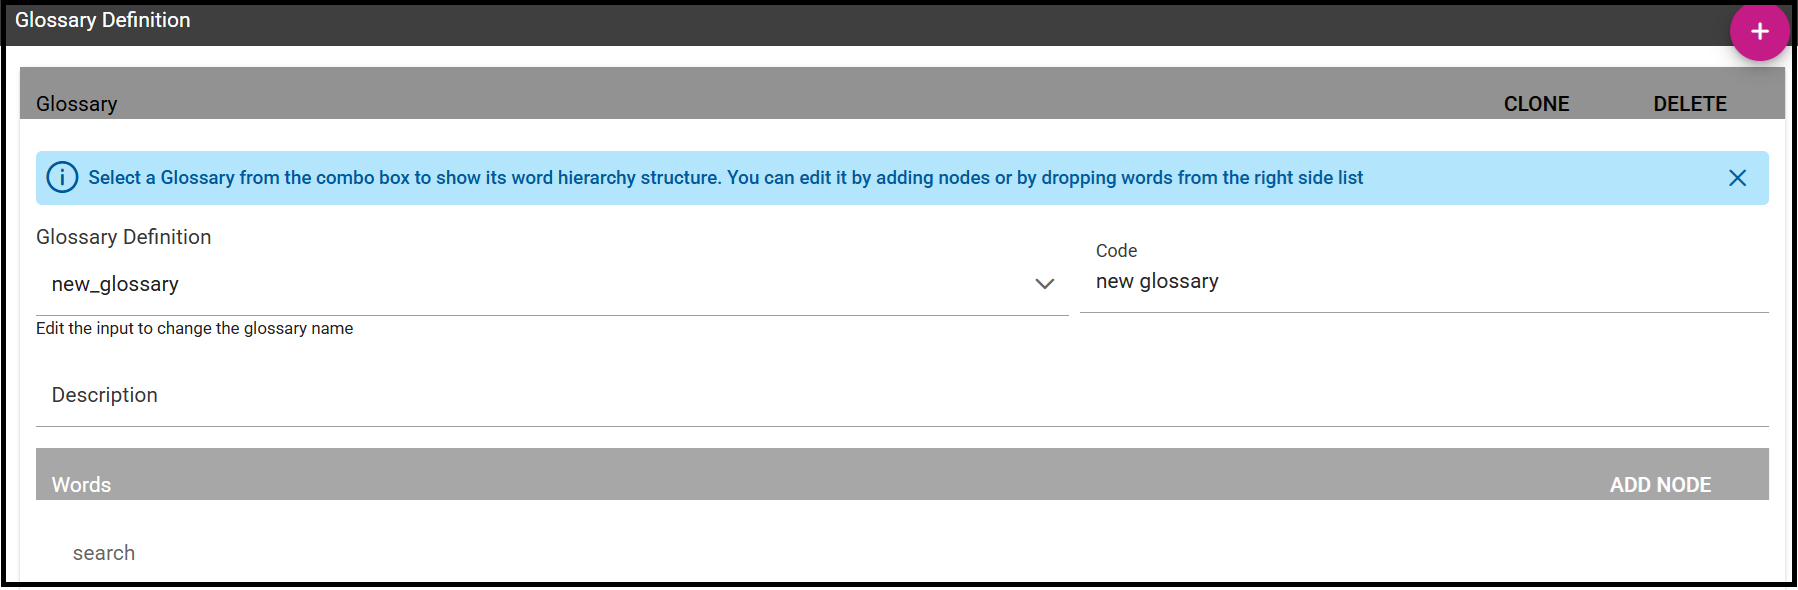 Glossary Definition
+
Glossary CLONE DELETE
Select a Glossary from the combo box to show its word hierarchy structure. You can edit it by adding nodes or by dropping words from the right side list
Glossary Definition
Code
new_glossary
new glossary
Edit the input to change the glossary name
Description
Words ADD NODE
search